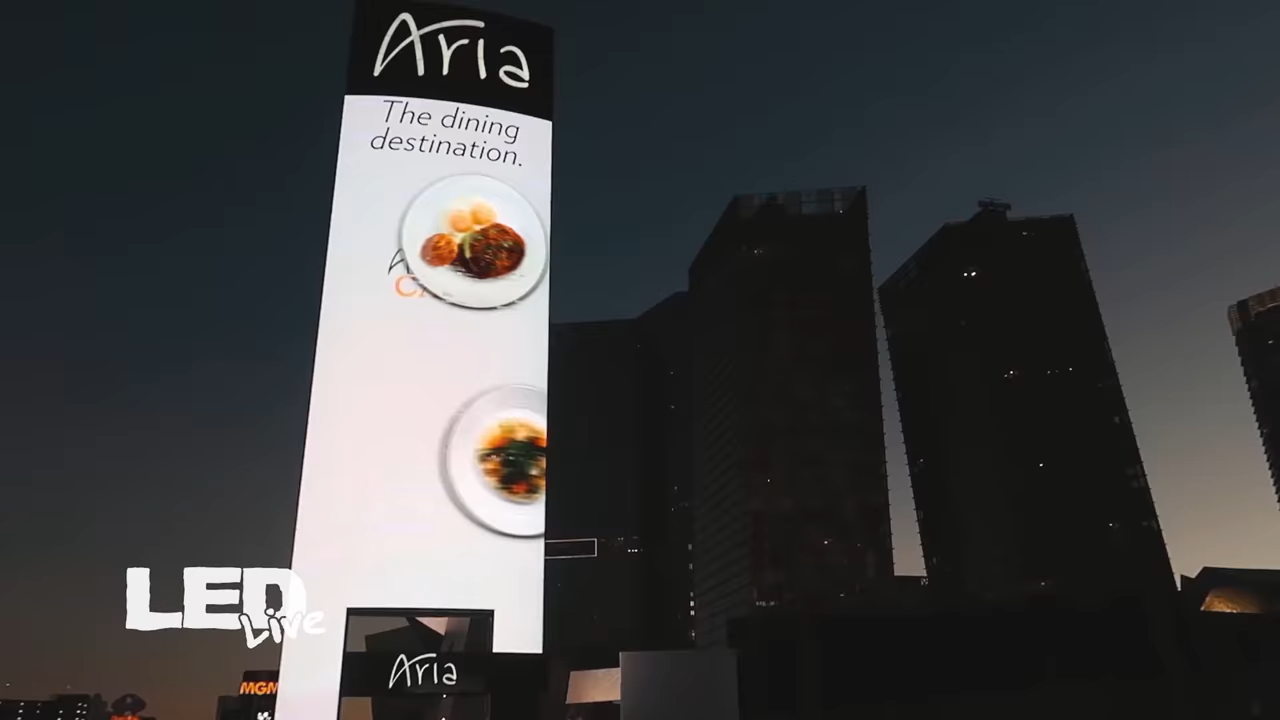 Aria
The dining
destination.
LED
Live
Aria
MGM